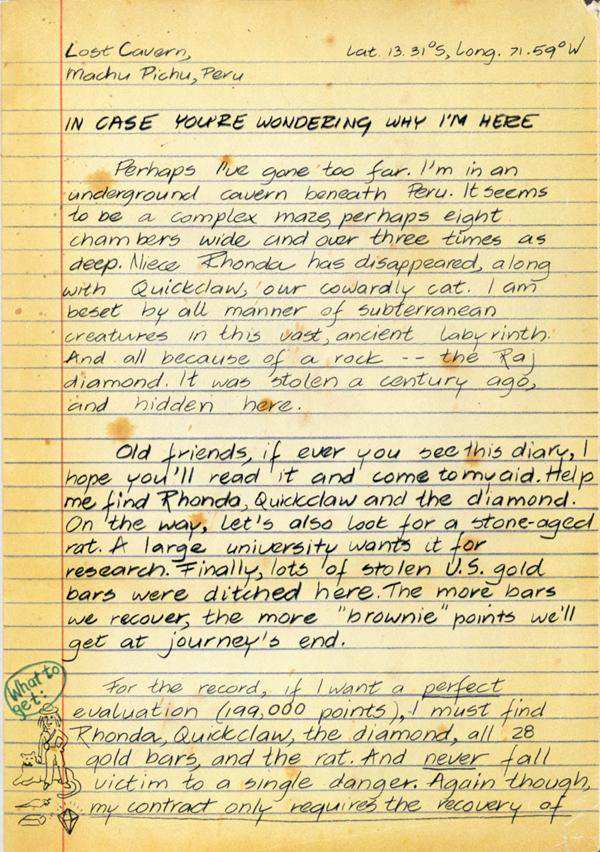 Lost Cavern, Lat. 13.31°S, Long. 71.59°W
Machu Pichu, Peru
IN CASE YOU'RE WONDERING WHY I'M HERE
Perhaps I've gone too far. I'm in an
underground cavern beneath Peru. It seems
to be a complex maze, perhaps eight
chambers wide and over three times as
deep. Niece Rhonda has disappeared, along
with Quickclaw, our cowardly cat. I am
beset by all manner of subterranean
creatures in this vast, ancient labyrinth.
And all because of a rock -- the Raj
diamond. It was stolen a century ago,
and hidden here.
Old friends, if ever you see this diary, I
hope you'll read it and come to my aid. Help
me find Rhonda, Quickclaw and the diamond.
On the way, let's also look for a stone-aged
rat. A large university wants it for
research. Finally, lots of stolen U.S. gold
bars were ditched here. The more bars
we recover, the more "brownie" points we'll
get at journey's end.
What to
get:
For the record, if I want a perfect
evaluation (199,000 points), I must find
Rhonda, Quickclaw, the diamond, all 28
gold bars, and the rat. And never fall
victim to a single danger. Again though,
my contract only requires the recovery of